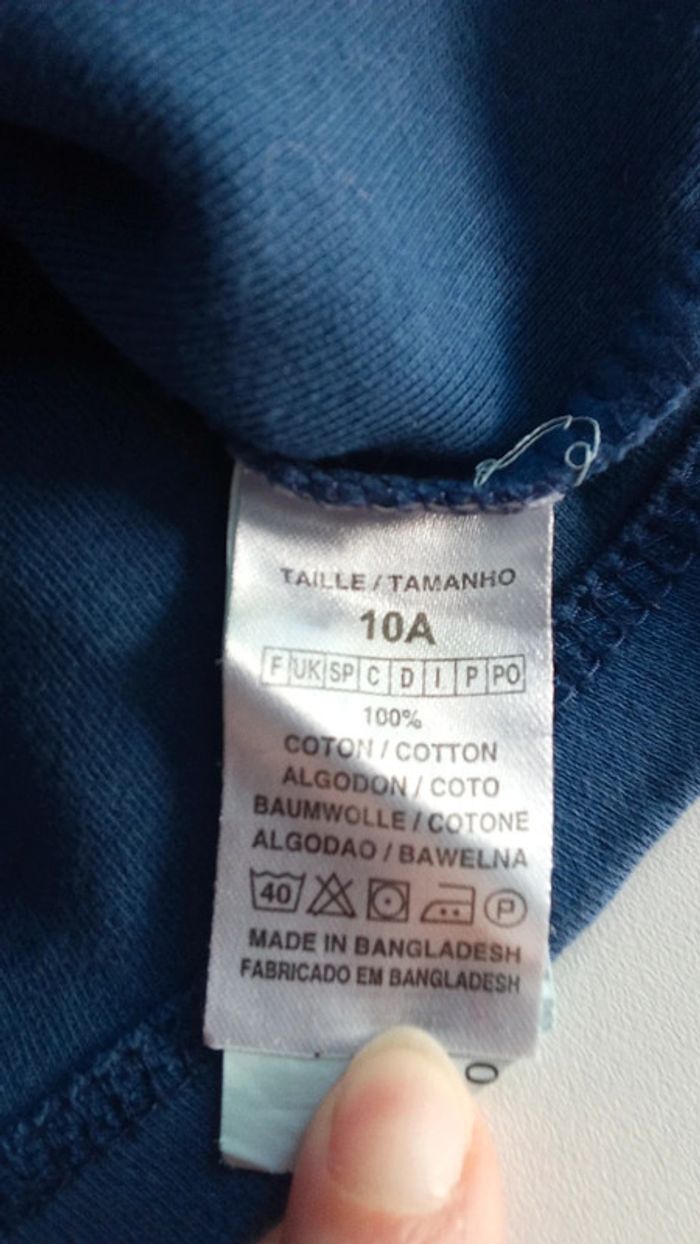 TAILLE / TAMANHO
10A
F UK SP C D I P PO
100%
COTON / COTTON
ALGODON / COTO
BAUMWOLLE / COTONE
ALGODAO / BAWELNA
40 P
MADE IN BANGLADESH
FABRICADO EM BANGLADESH